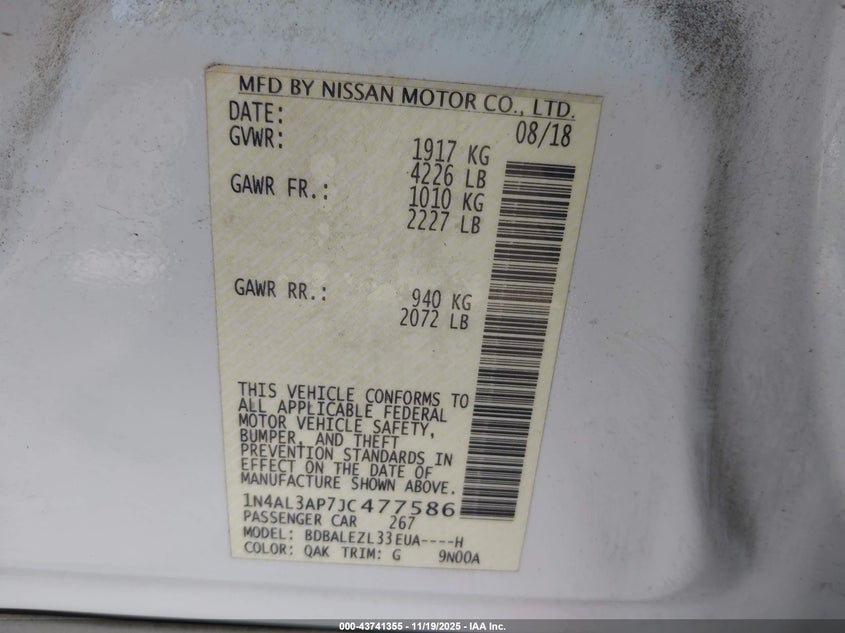 MFD BY NISSAN MOTOR CO., LTD.
DATE: 08/18
GVWR: 1917 KG
4226 LB
GAWR FR.: 1010 KG
2227 LB
GAWR RR.: 940 KG
2072 LB
THIS VEHICLE CONFORMS TO
ALL APPLICABLE FEDERAL
MOTOR VEHICLE SAFETY,
BUMPER, AND THEFT
PREVENTION STANDARDS IN
EFFECT ON THE DATE OF
MANUFACTURE SHOWN ABOVE.
1N4AL3AP7JC477586
PASSENGER CAR 267
MODEL: BDBALEZL33EUA----H
COLOR: QAK TRIM: G 9N00A
000-43741355 - 11/19/2025 - IAA Inc.